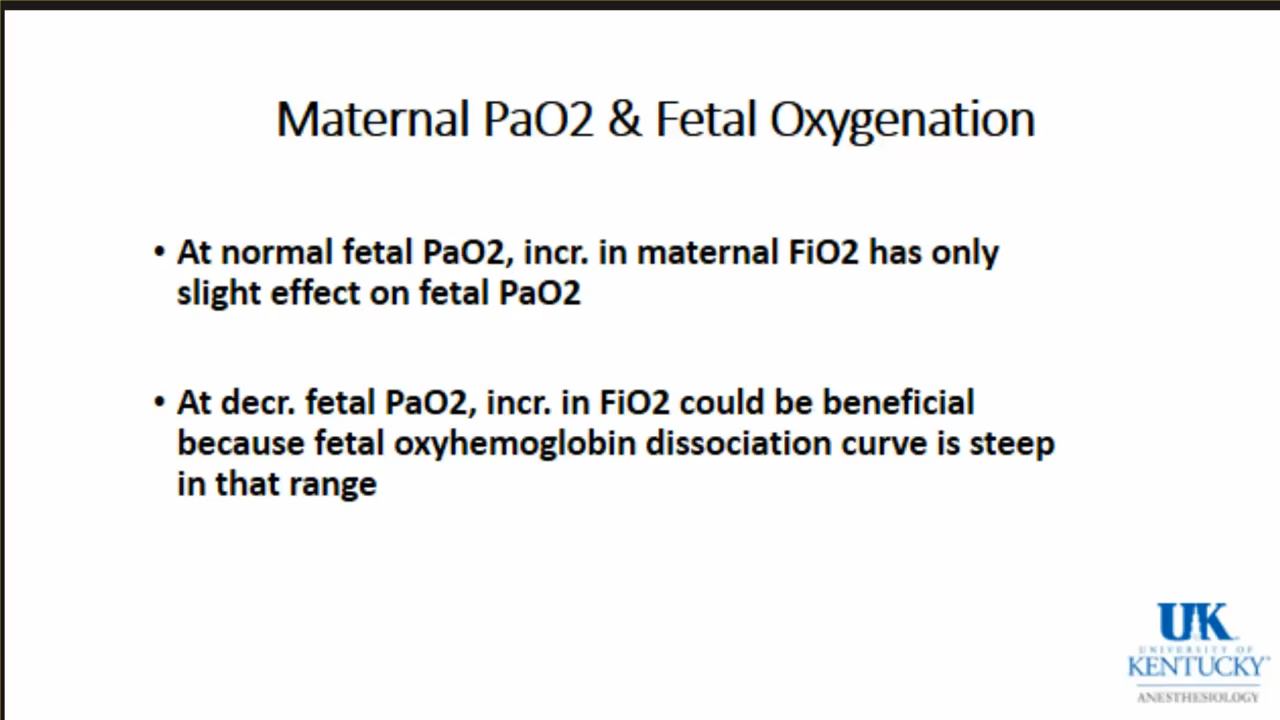 Maternal PaO2 & Fetal Oxygenation
• At normal fetal PaO2, incr. in maternal FiO2 has only
slight effect on fetal PaO2
• At decr. fetal PaO2, incr. in FiO2 could be beneficial
because fetal oxyhemoglobin dissociation curve is steep
in that range
UK
UNIVERSITY OF
KENTUCKY
ANESTHESIOLOGY